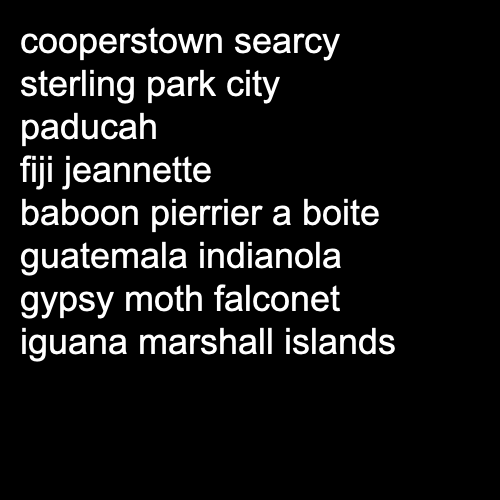 cooperstown searcy
sterling park city
paducah
fiji jeannette
baboon pierrier a boite
guatemala indianola
gypsy moth falconet
iguana marshall islands